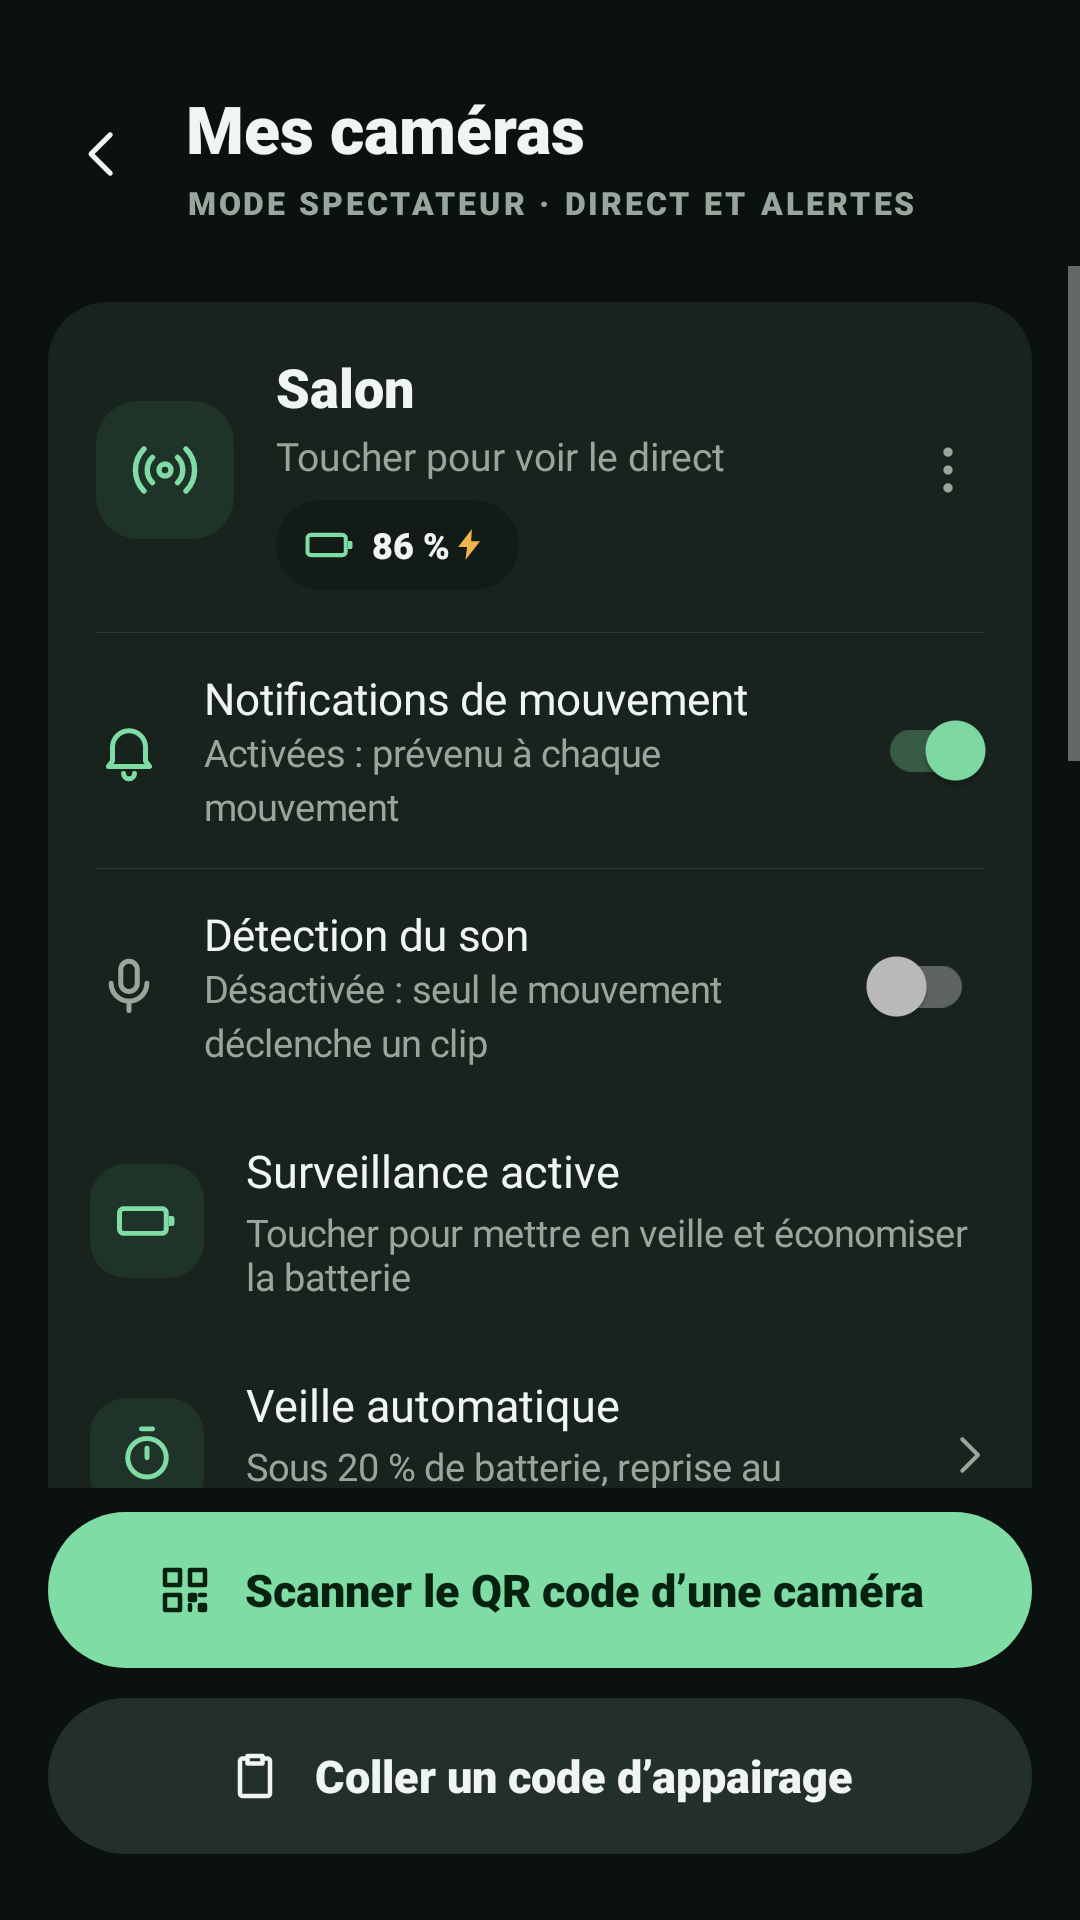 Mes caméras
MODE SPECTATEUR · DIRECT ET ALERTES
Salon
Toucher pour voir le direct
86 %
Notifications de mouvement
Activées : prévenu à chaque
mouvement
Détection du son
Désactivée : seul le mouvement
déclenche un clip
Surveillance active
Toucher pour mettre en veille et économiser
la batterie
Veille automatique
Sous 20 % de batterie, reprise au
Scanner le QR code d’une caméra
Coller un code d’appairage